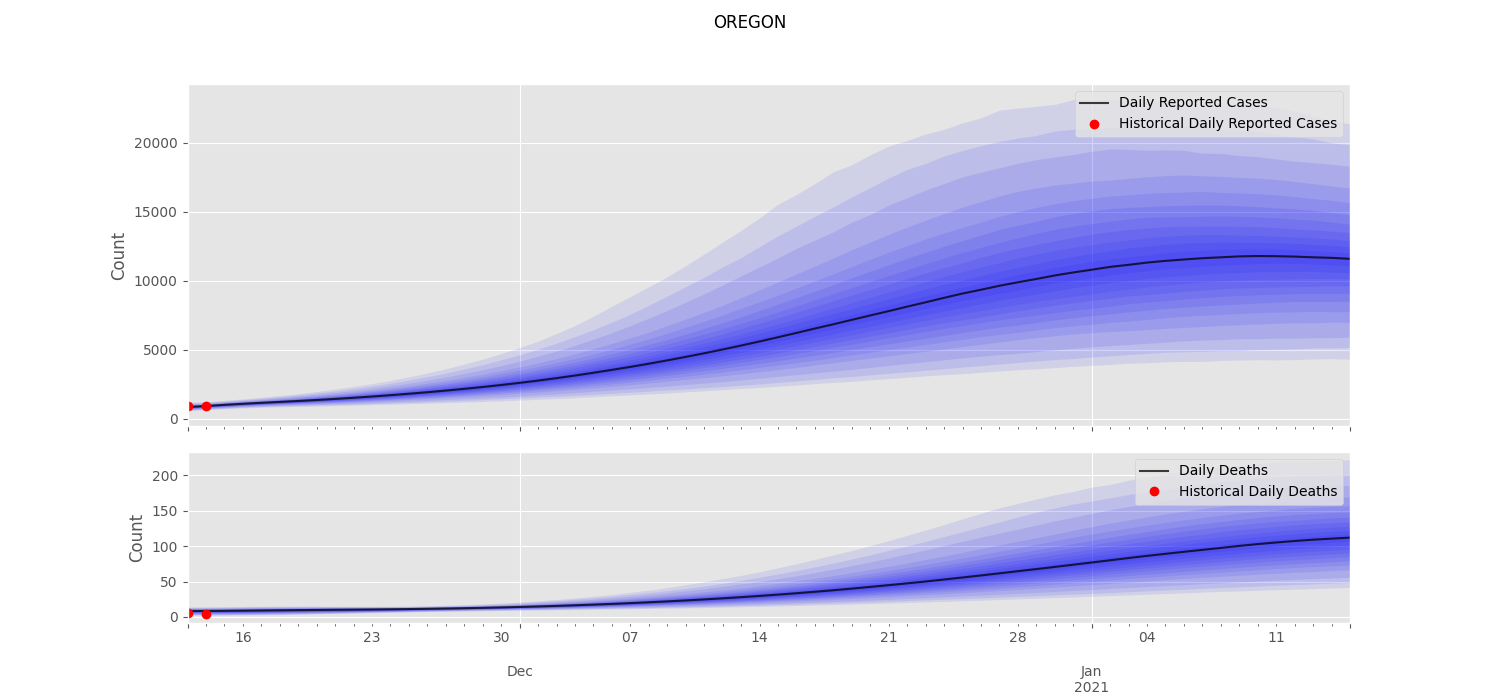 OREGON
Daily Reported Cases
Historical Daily Reported Cases
20000
15000
10000
5000
0
Count
Daily Deaths
Historical Daily Deaths
200
150
100
50
0
Count
16 23 30 07 14 21 28 04 11
Dec Jan
2021